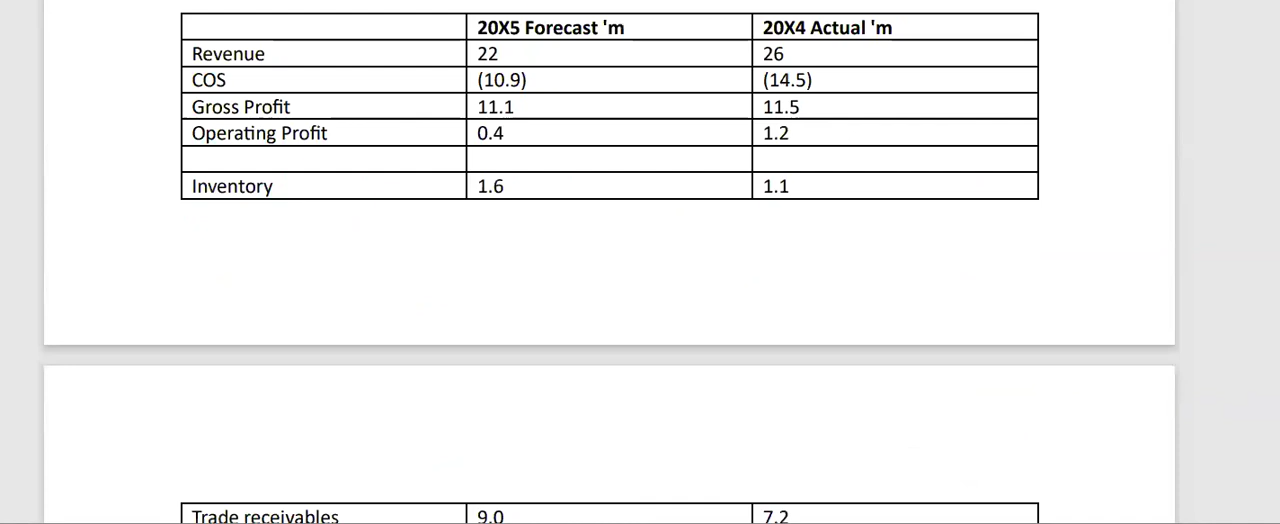 20X5 Forecast 'm 20X4 Actual 'm
Revenue 22 26
COS (10.9) (14.5)
Gross Profit 11.1 11.5
Operating Profit 0.4 1.2
Inventory 1.6 1.1
Trade receivables 9.0 7.2